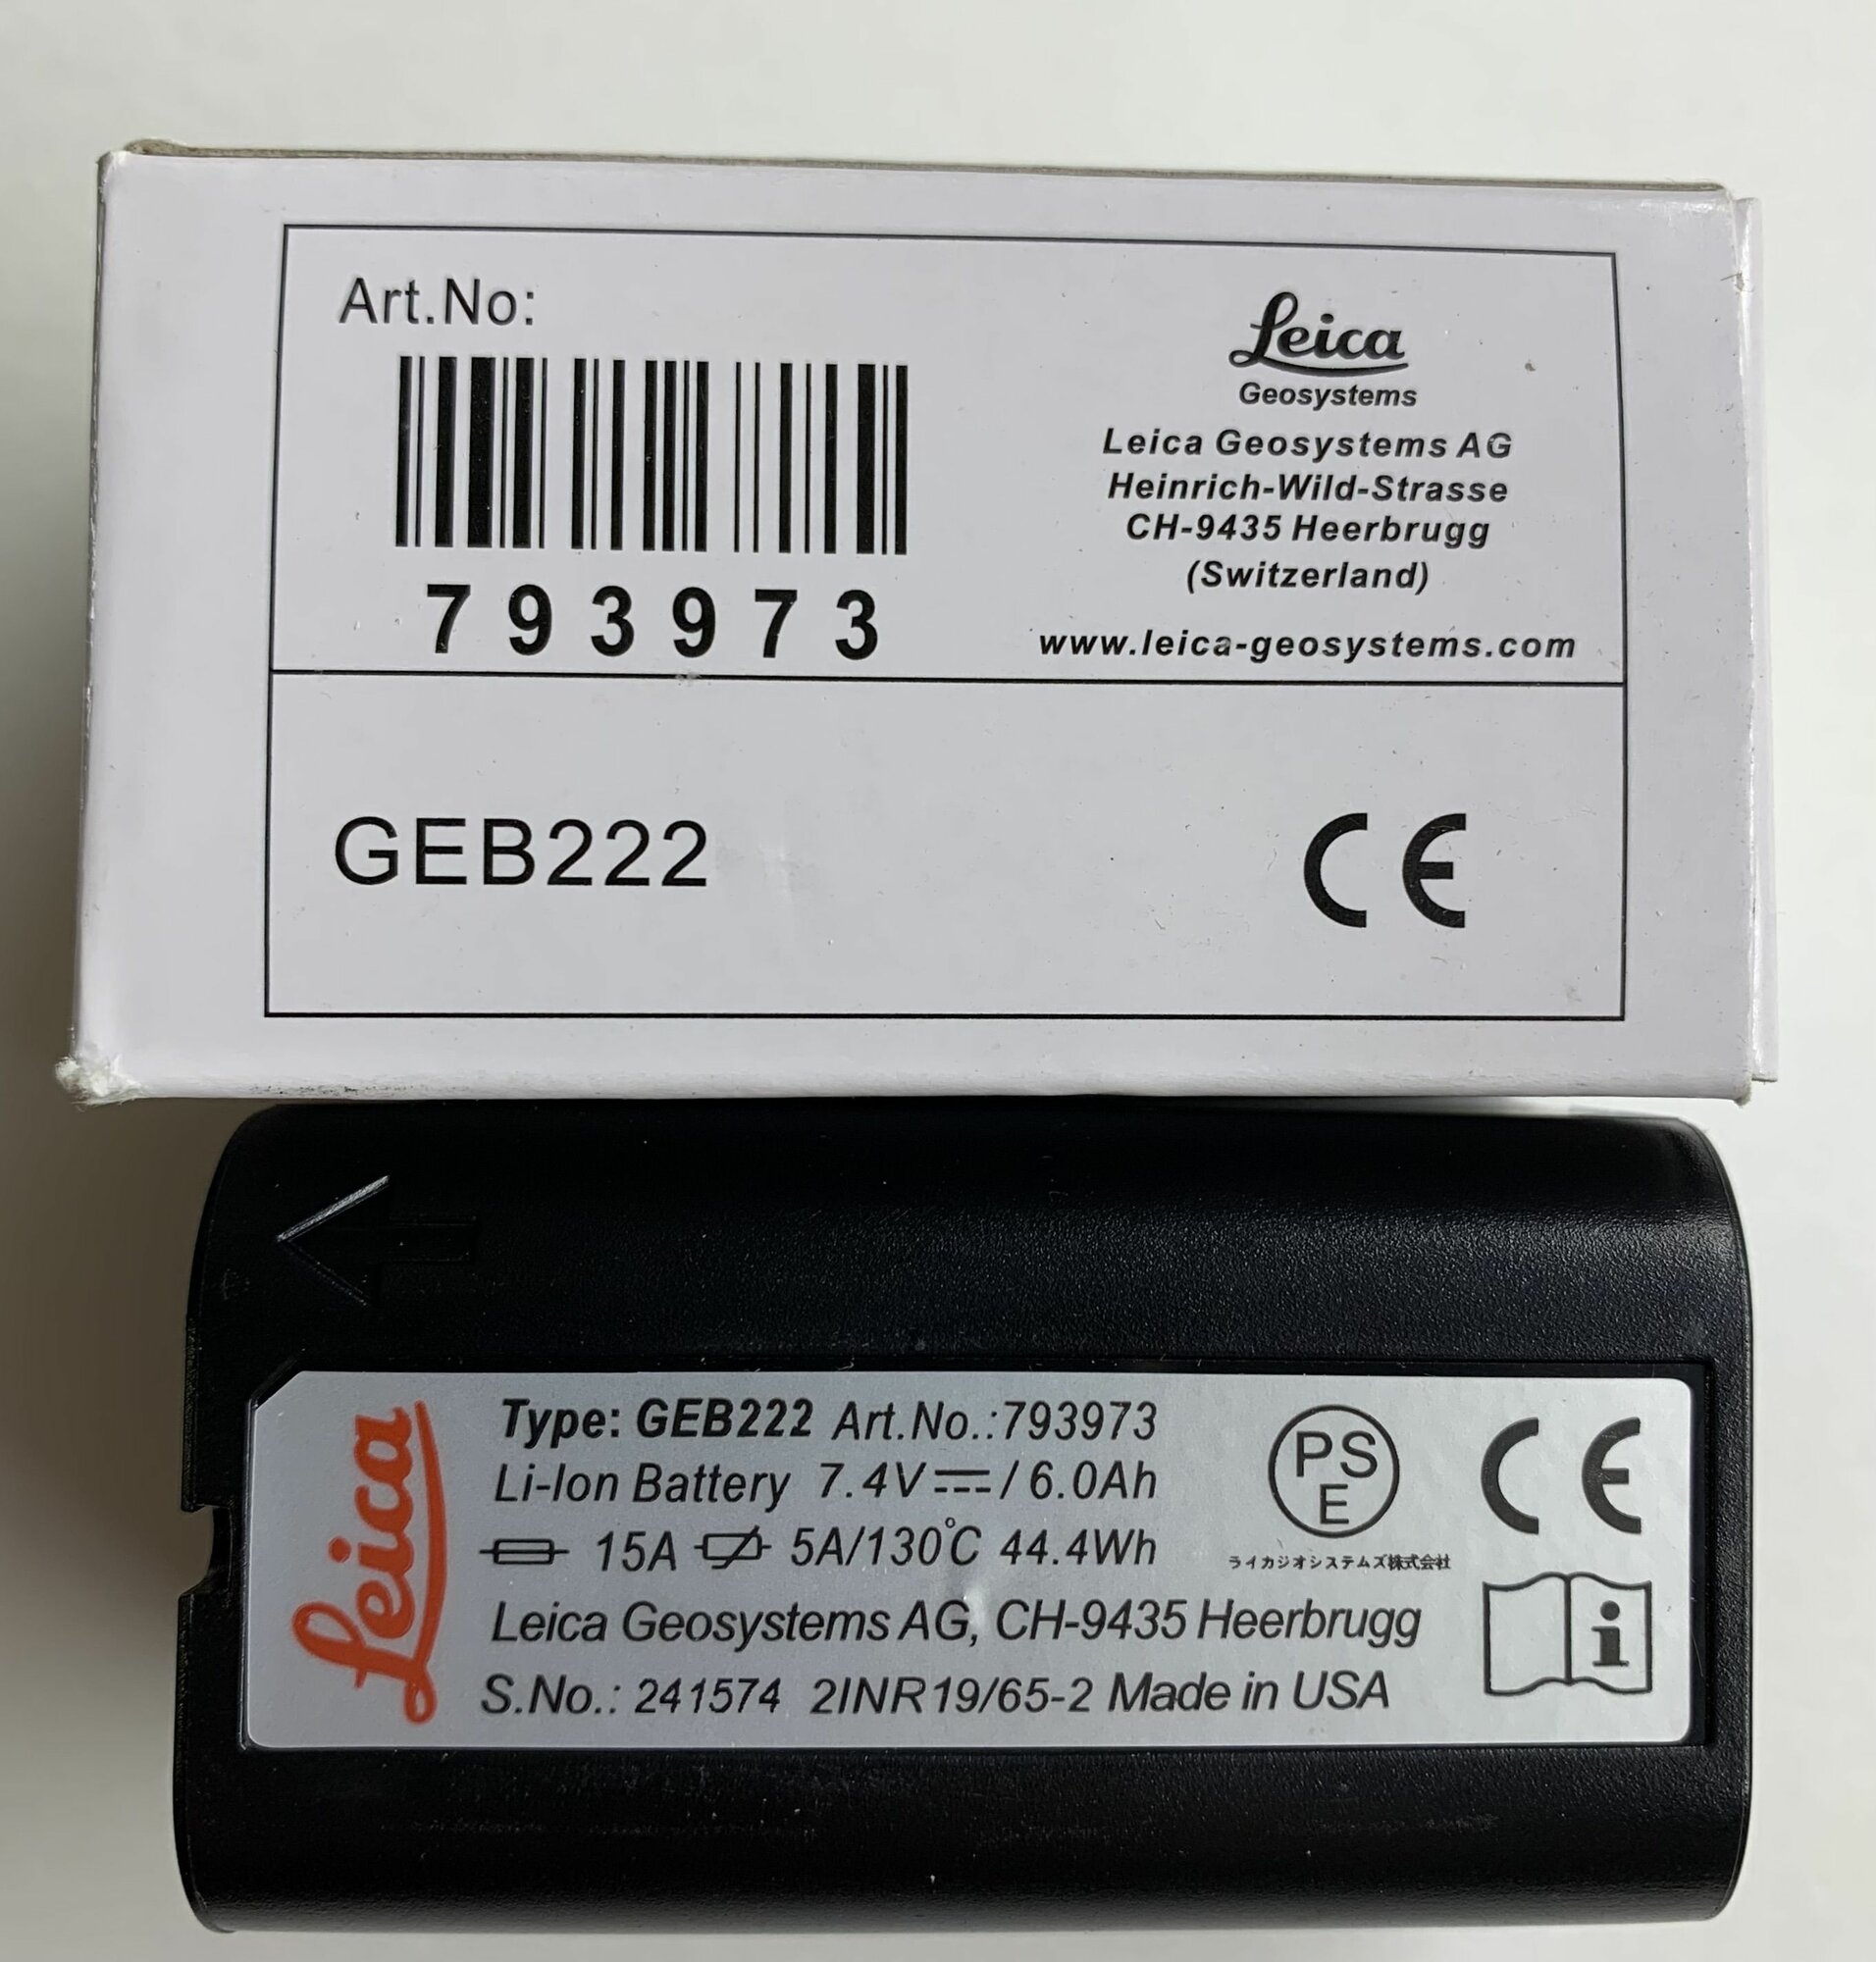 Art.No:
793973
Leica
Geosystems
Leica Geosystems AG
Heinrich-Wild-Strasse
CH-9435 Heerbrugg
(Switzerland)
www.leica-geosystems.com
GEB222
CE
Leica
Type: GEB222 Art.No.:793973
Li-Ion Battery 7.4V⎓/6.0Ah
15A 5A/130°C 44.4Wh
Leica Geosystems AG, CH-9435 Heerbrugg
S.No.: 241574 2INR19/65-2 Made in USA
PS
E
ライカジオシステムズ株式会社
CE
i